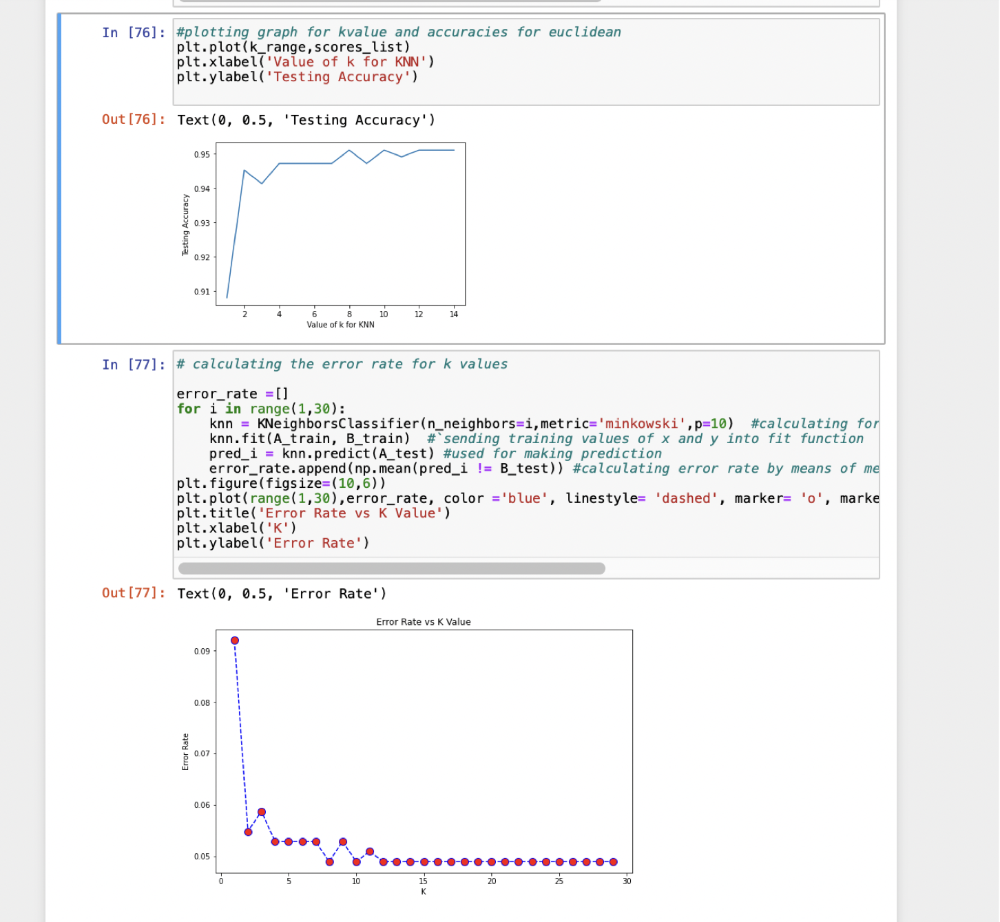 In [76]:
#plotting graph for kvalue and accuracies for euclidean
plt.plot(k_range,scores_list)
plt.xlabel('Value of k for KNN')
plt.ylabel('Testing Accuracy')
Out[76]: Text(0, 0.5, 'Testing Accuracy')
0.95
0.94
0.93
0.92
0.91
Testing Accuracy
2 4 6 8 10 12 14
Value of k for KNN
In [77]:
# calculating the error rate for k values
error_rate =[]
for i in range(1,30):
    knn = KNeighborsClassifier(n_neighbors=i,metric='minkowski',p=10)  #calculating for
    knn.fit(A_train, B_train)  #`sending training values of x and y into fit function
    pred_i = knn.predict(A_test) #used for making prediction
    error_rate.append(np.mean(pred_i != B_test)) #calculating error rate by means of me
plt.figure(figsize=(10,6))
plt.plot(range(1,30),error_rate, color ='blue', linestyle= 'dashed', marker= 'o', marke
plt.title('Error Rate vs K Value')
plt.xlabel('K')
plt.ylabel('Error Rate')
Out[77]: Text(0, 0.5, 'Error Rate')
Error Rate vs K Value
0.09
0.08
0.07
0.06
0.05
Error Rate
0 5 10 15 20 25 30
K